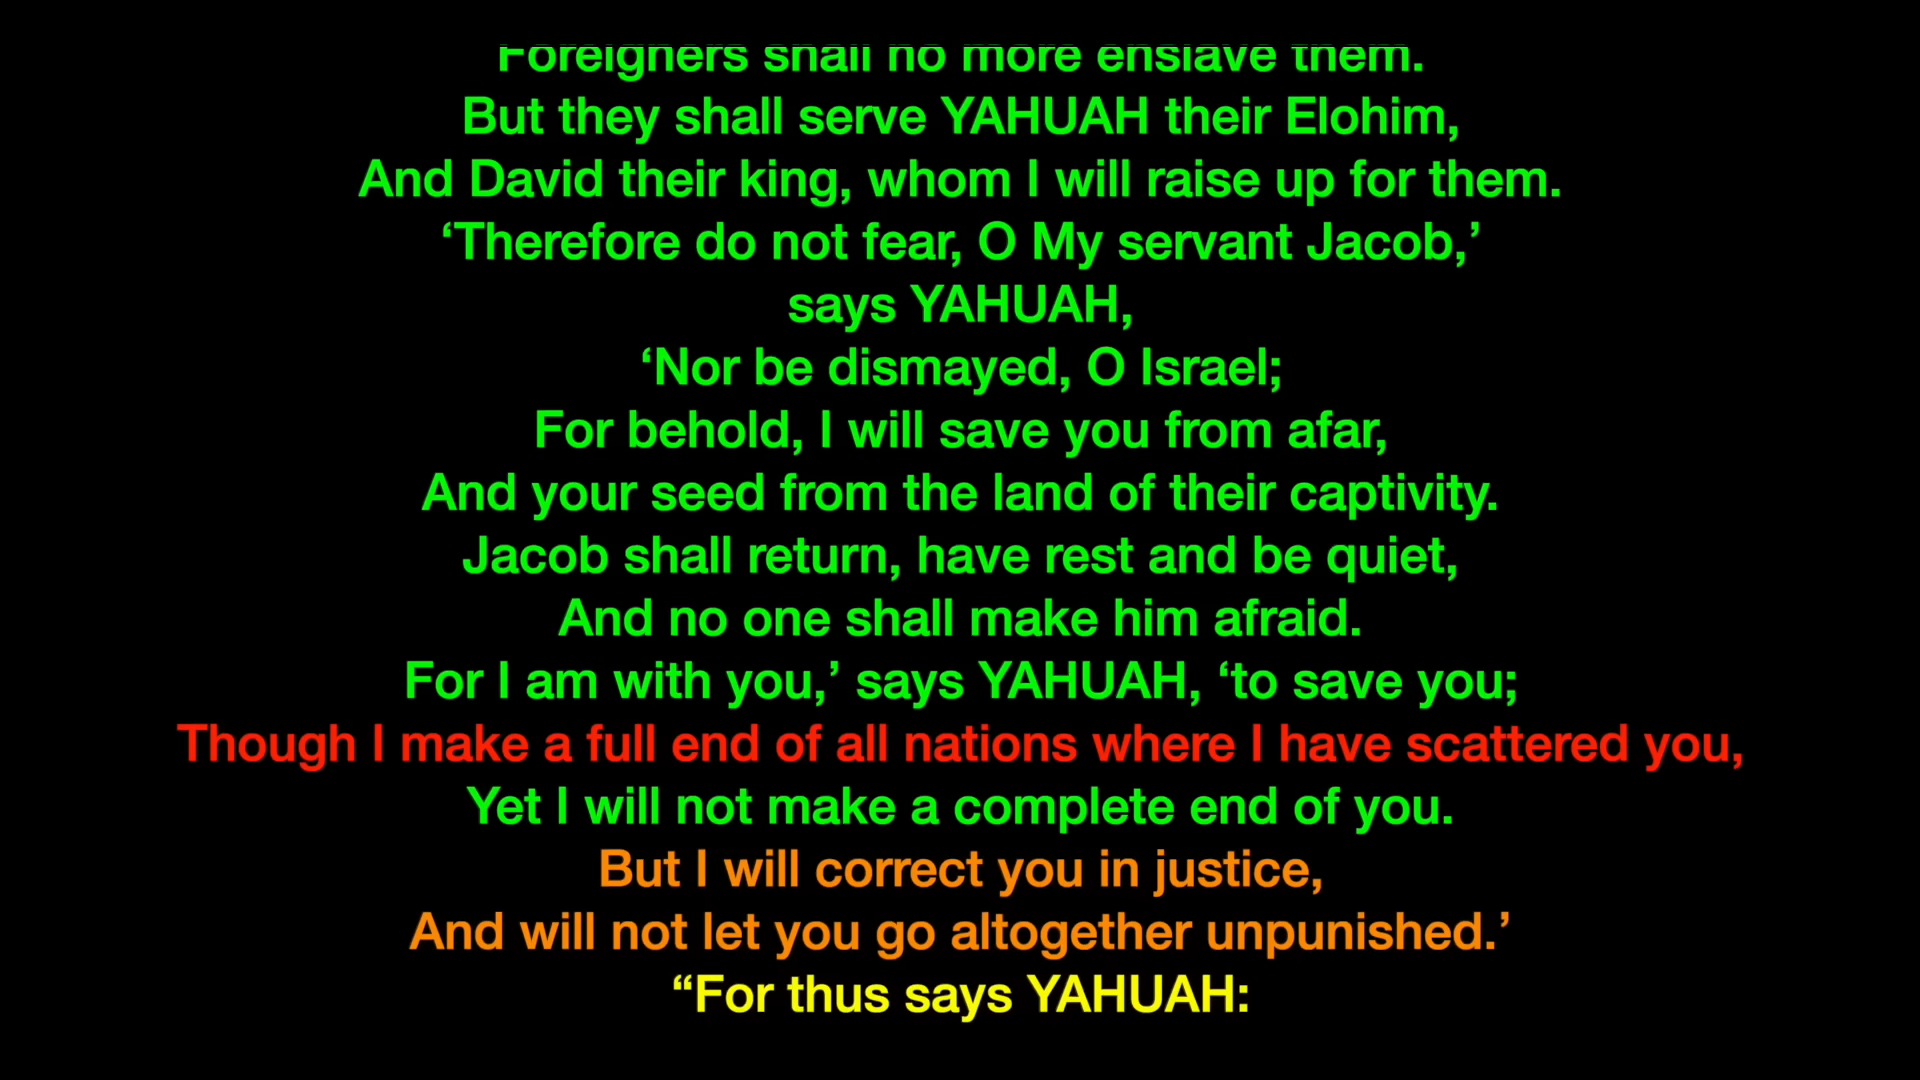 Foreigners shall no more enslave them.
But they shall serve YAHUAH their Elohim,
And David their king, whom I will raise up for them.
‘Therefore do not fear, O My servant Jacob,’
says YAHUAH,
‘Nor be dismayed, O Israel;
For behold, I will save you from afar,
And your seed from the land of their captivity.
Jacob shall return, have rest and be quiet,
And no one shall make him afraid.
For I am with you,’ says YAHUAH, ‘to save you;
Though I make a full end of all nations where I have scattered you,
Yet I will not make a complete end of you.
But I will correct you in justice,
And will not let you go altogether unpunished.’
“For thus says YAHUAH: